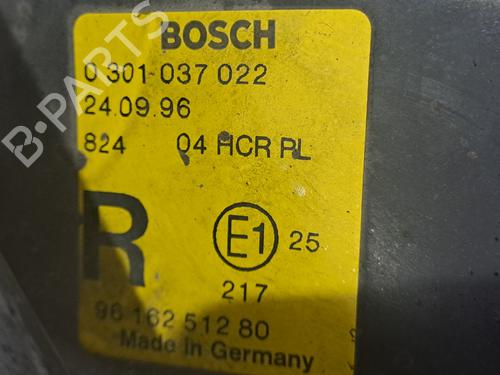 BOSCH
0 301-037 022
24.09.96
824 04 HCR PL
R
E1 25
217
96 162 512 80
Made in Germany
B-PARTS